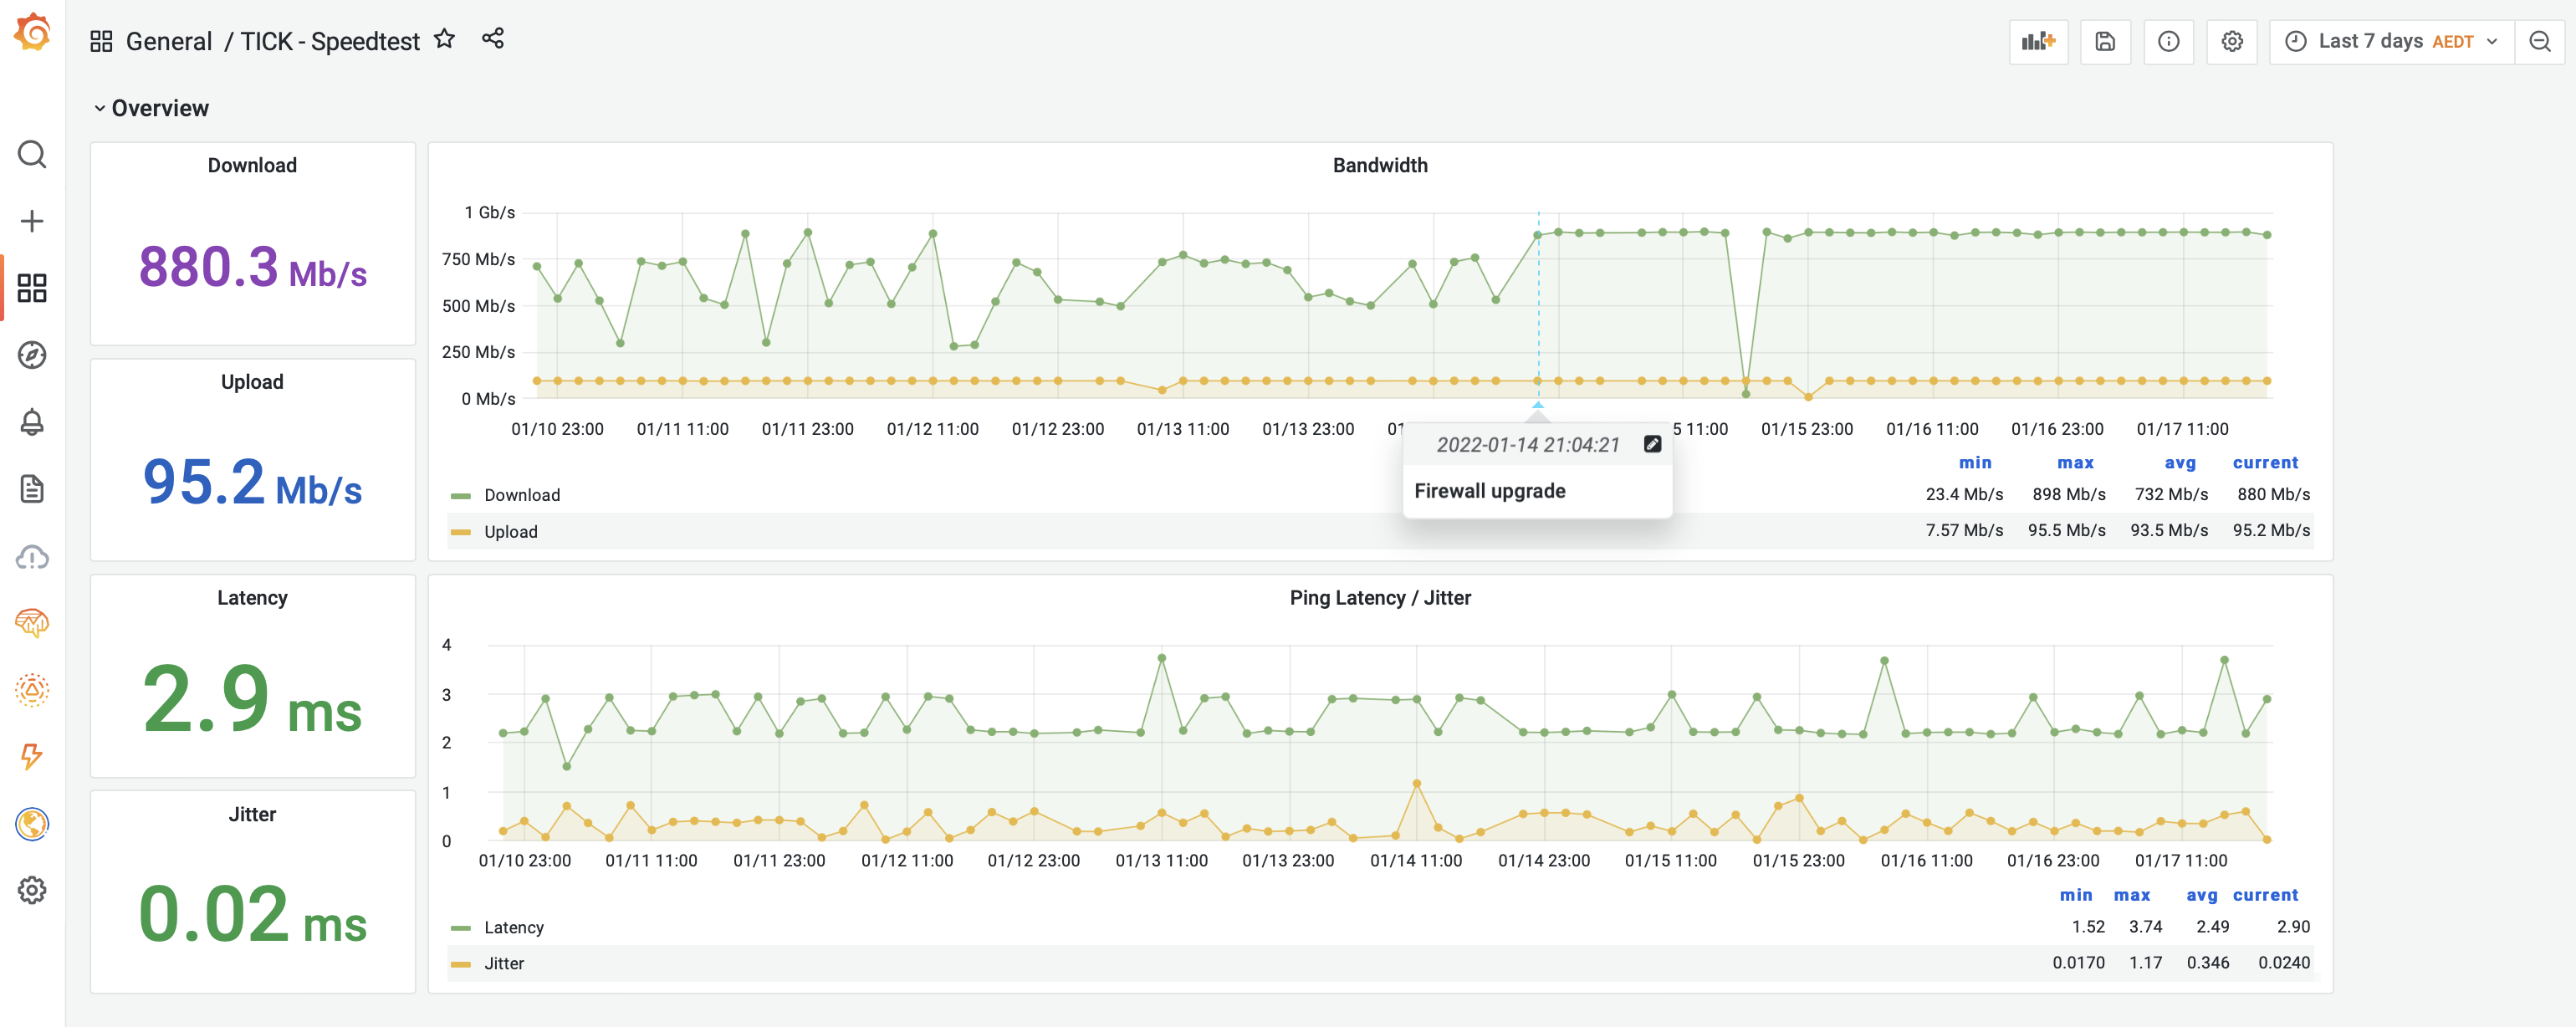 General / TICK - Speedtest
Last 7 days AEDT
Overview
Download
880.3 Mb/s
Upload
95.2 Mb/s
Latency
2.9 ms
Jitter
0.02 ms
Bandwidth
1 Gb/s
750 Mb/s
500 Mb/s
250 Mb/s
0 Mb/s
01/10 23:00 01/11 11:00 01/11 23:00 01/12 11:00 01/12 23:00 01/13 11:00 01/13 23:00 01 5 11:00 01/15 23:00 01/16 11:00 01/16 23:00 01/17 11:00
2022-01-14 21:04:21
Firewall upgrade
min max avg current
Download 23.4 Mb/s 898 Mb/s 732 Mb/s 880 Mb/s
Upload 7.57 Mb/s 95.5 Mb/s 93.5 Mb/s 95.2 Mb/s
Ping Latency / Jitter
4
3
2
1
0
01/10 23:00 01/11 11:00 01/11 23:00 01/12 11:00 01/12 23:00 01/13 11:00 01/13 23:00 01/14 11:00 01/14 23:00 01/15 11:00 01/15 23:00 01/16 11:00 01/16 23:00 01/17 11:00
min max avg current
Latency 1.52 3.74 2.49 2.90
Jitter 0.0170 1.17 0.346 0.0240